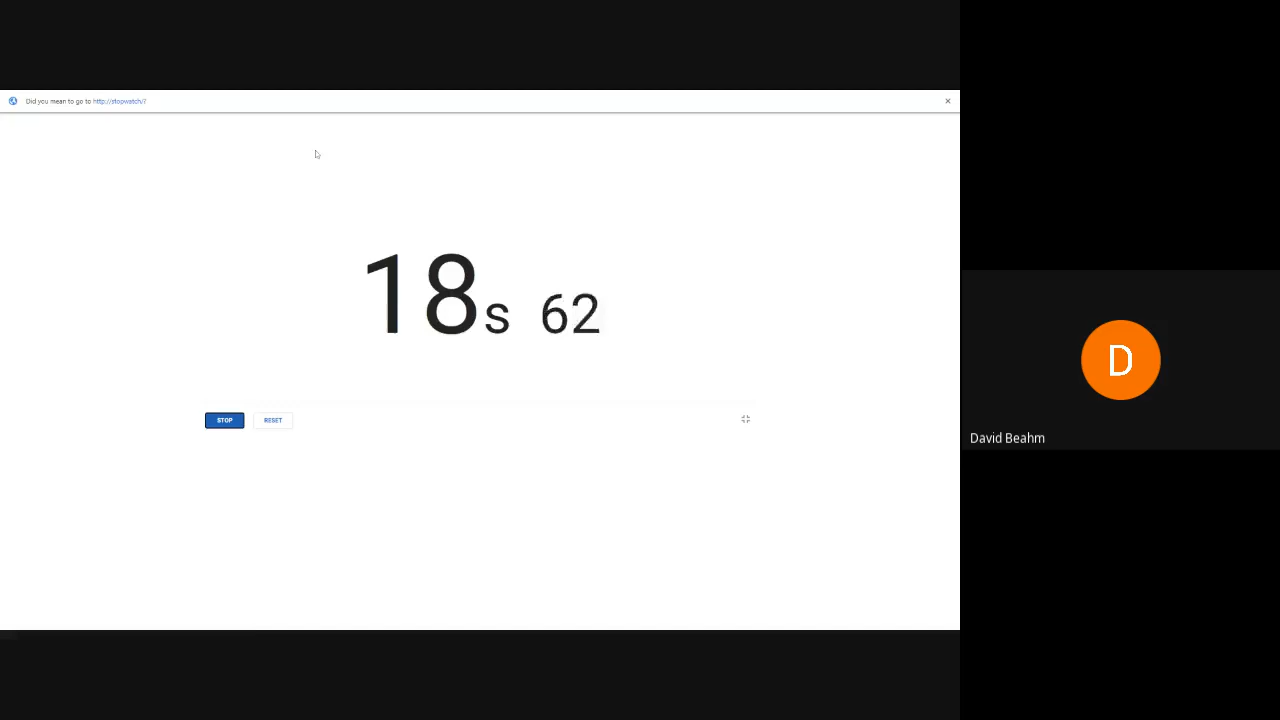 Did you mean to go to http://stopwatch/?
18s 62
STOP
RESET
D
David Beahm